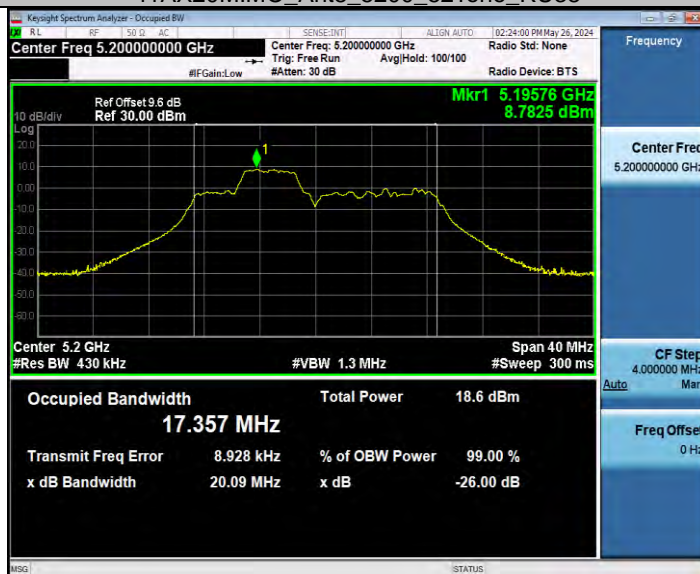 Keysight Spectrum Analyzer - Occupied BW
RL RF 50 Ω AC SENSE:INT ALIGN AUTO 02:24:00 PM May 26, 2024
Center Freq 5.200000000 GHz Center Freq: 5.200000000 GHz Radio Std: None Frequency
Trig: Free Run Avg|Hold: 100/100
#IFGain:Low #Atten: 30 dB Radio Device: BTS
Ref Offset 9.6 dB Mkr1 5.19576 GHz
10 dB/div Ref 30.00 dBm 8.7825 dBm
Log
20.0
10.0
0.00
-10.0
-20.0
-30.0
-40.0
-50.0
-60.0
1
Center 5.2 GHz Span 40 MHz
#Res BW 430 kHz #VBW 1.3 MHz #Sweep 300 ms
Occupied Bandwidth Total Power 18.6 dBm
17.357 MHz
Transmit Freq Error 8.928 kHz % of OBW Power 99.00 %
x dB Bandwidth 20.09 MHz x dB -26.00 dB
Center Freq
5.200000000 GHz
CF Step
4.000000 MHz
Auto Man
Freq Offset
0 Hz
MSG STATUS